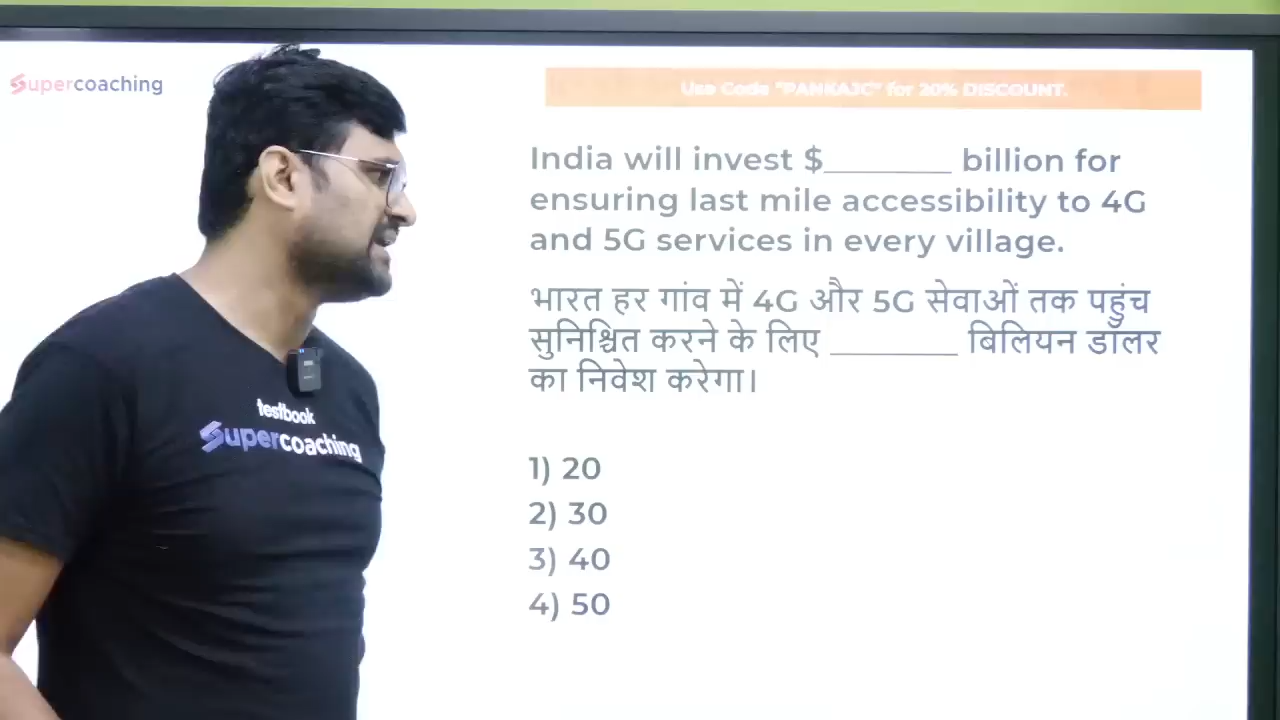 Supercoaching
Use Code "PANKAJC" for 20% DISCOUNT.
India will invest $________ billion for
ensuring last mile accessibility to 4G
and 5G services in every village.
भारत हर गांव में 4G और 5G सेवाओं तक पहुंच
सुनिश्चित करने के लिए ________ बिलियन डॉलर
का निवेश करेगा।
1) 20
2) 30
3) 40
4) 50
testbook
Supercoaching